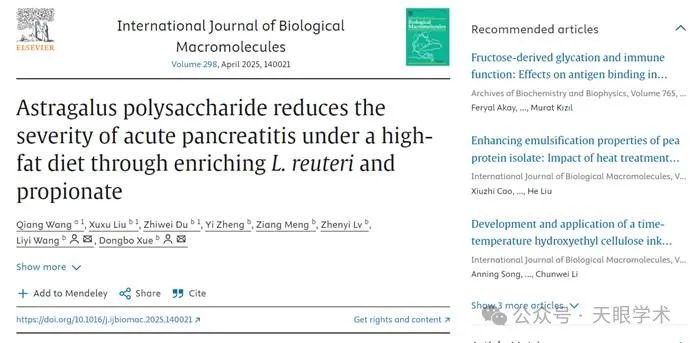 ELSEVIER
International Journal of Biological
Macromolecules
Volume 298, April 2025, 140021
Astragalus polysaccharide reduces the
severity of acute pancreatitis under a high-
fat diet through enriching L. reuteri and
propionate
Qiang Wang a 1, Xuxu Liu b 1, Zhiwei Du b 1, Yi Zheng b, Ziang Meng b, Zhenyi Lv b,
Liyi Wang b, Dongbo Xue b
Show more
Add to Mendeley Share Cite
https://doi.org/10.1016/j.ijbiomac.2025.140021
Get rights and content
Recommended articles
Fructose-derived glycation and immune
function: Effects on antigen binding in...
Archives of Biochemistry and Biophysics, Volume 765, ...
Feryal Akay, ..., Murat Kızıl
Enhancing emulsification properties of pea
protein isolate: Impact of heat treatment...
International Journal of Biological Macromolecules, V...
Xiuzhi Cao, ..., He Liu
Development and application of a time-
temperature hydroxyethyl cellulose ink...
International Journal of Biological Macromolecules, V...
Anning Song, ..., Chunwei Li
Show 3 more articles
公众号 · 天眼学术